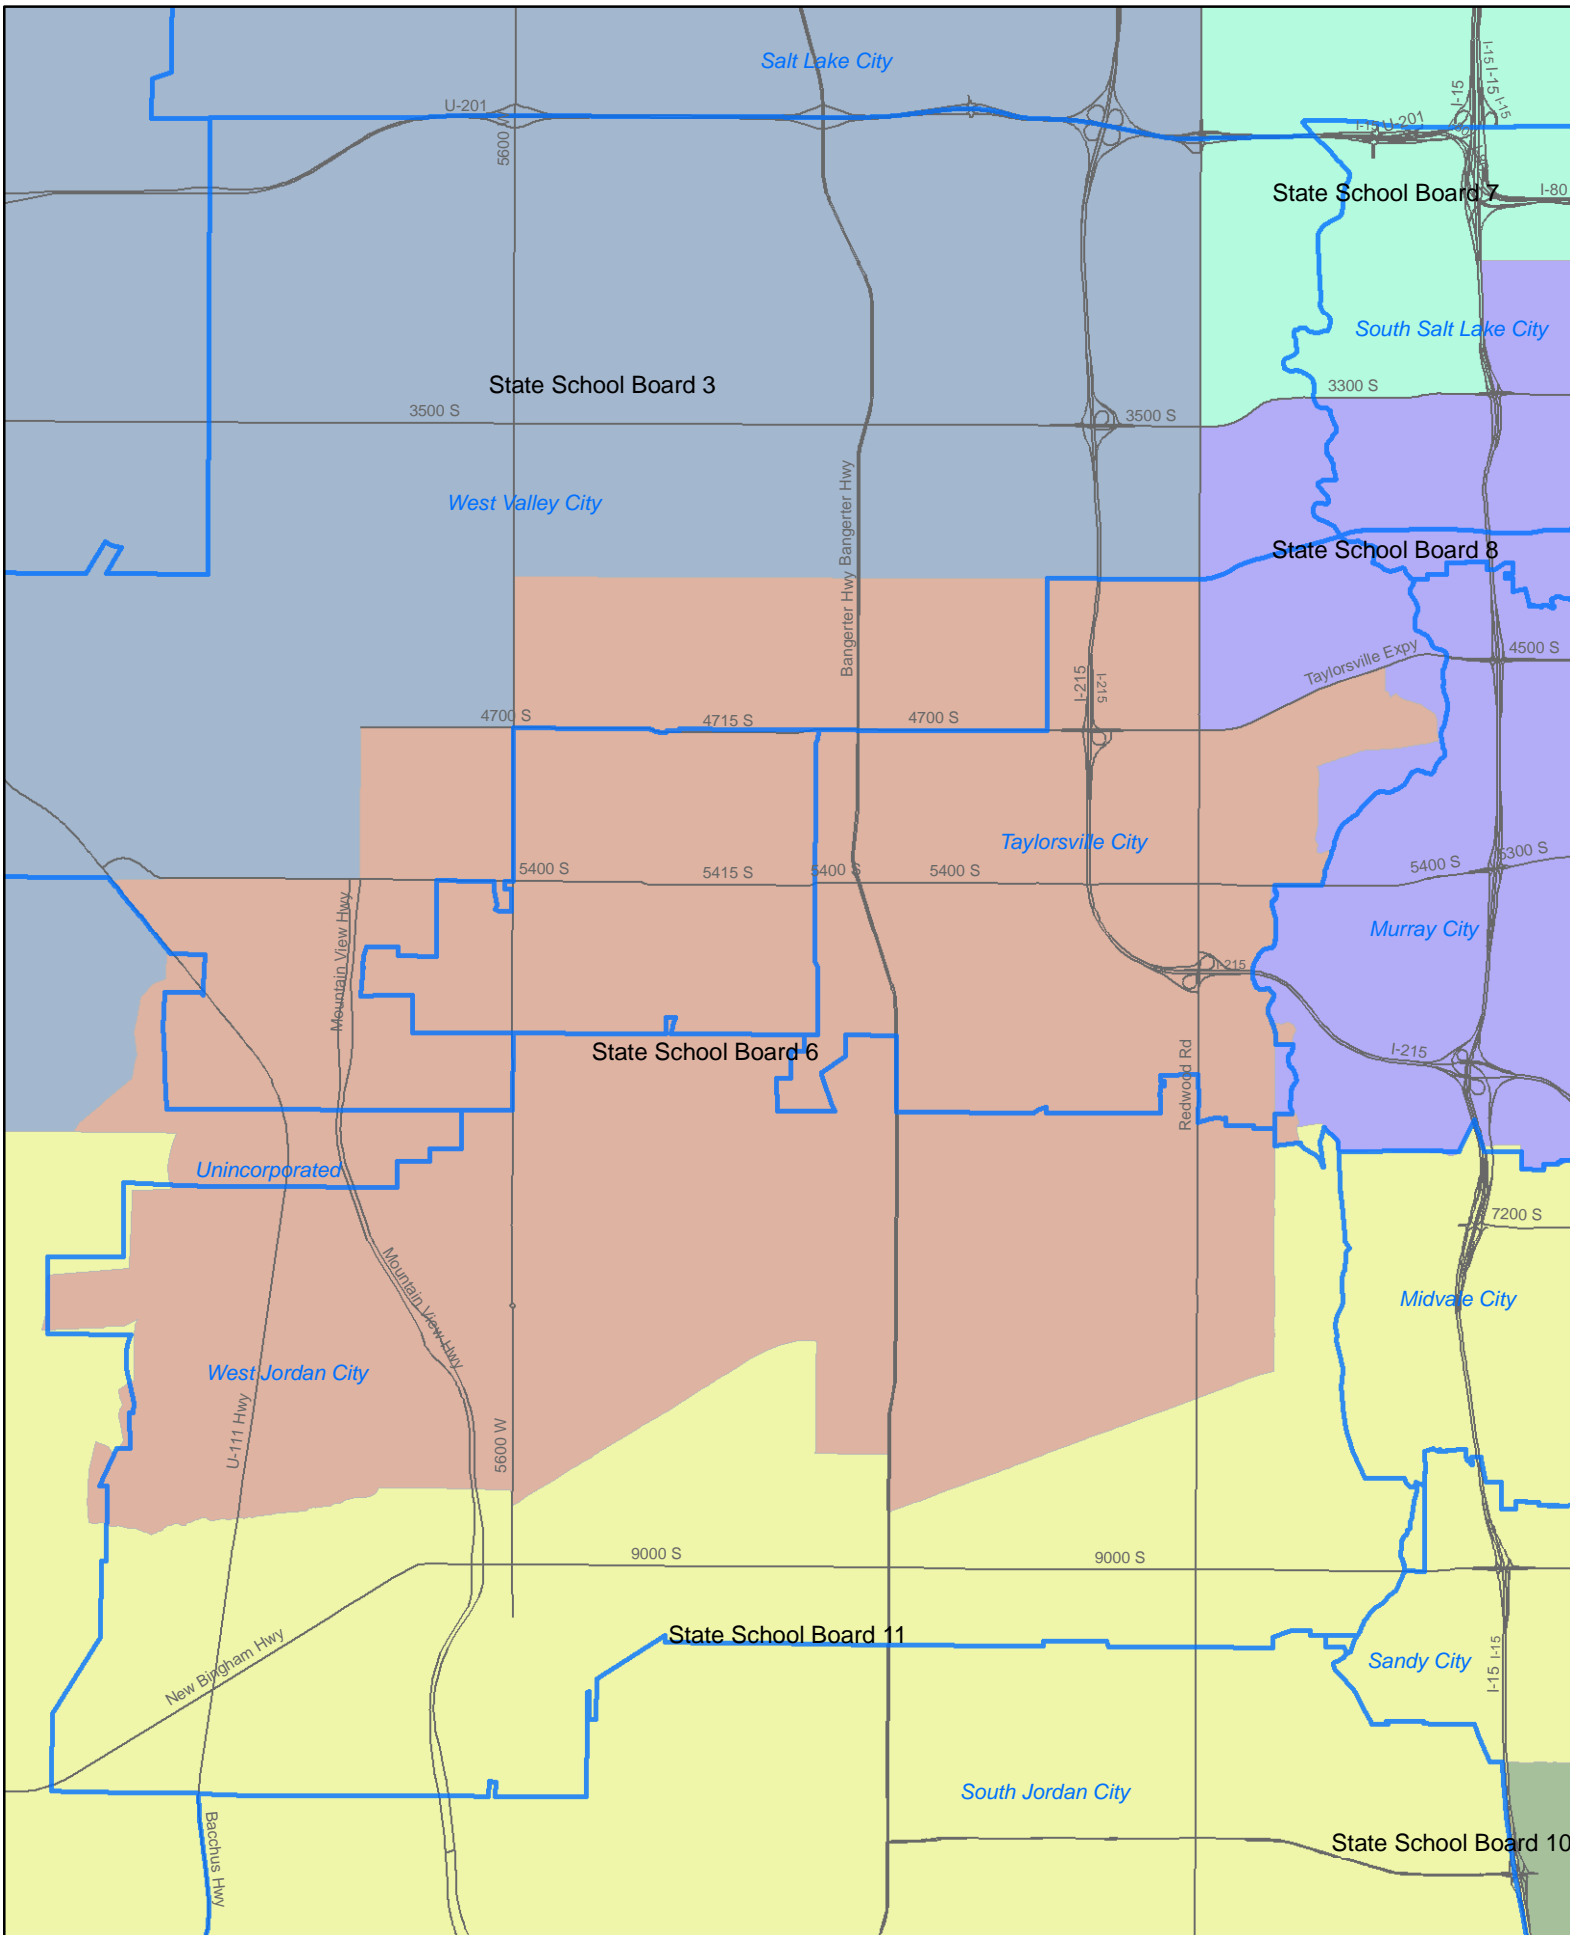 Salt Lake City
I-15 I-15 I-15
I-15
U-201
5600 W
I-15 U-201
I-80
State School Board 7
South Salt Lake City
State School Board 3
3300 S
3500 S
3500 S
West Valley City
Bangerter Hwy Bangerter Hwy
State School Board 8
Taylorsville Expy
4500 S
I-215
I-215
4700 S
4715 S
4700 S
Taylorsville City
5300 S
5400 S
5400 S
5415 S
5400 S
5400 S
Mountain View Hwy
Murray City
I-215
State School Board 6
I-215
Redwood Rd
Unincorporated
7200 S
Mountain View Hwy
Midvale City
West Jordan City
U-111 Hwy
5600 W
9000 S
9000 S
State School Board 11
New Bingham Hwy
Sandy City
I-15 I-15
South Jordan City
Bacchus Hwy
State School Board 10